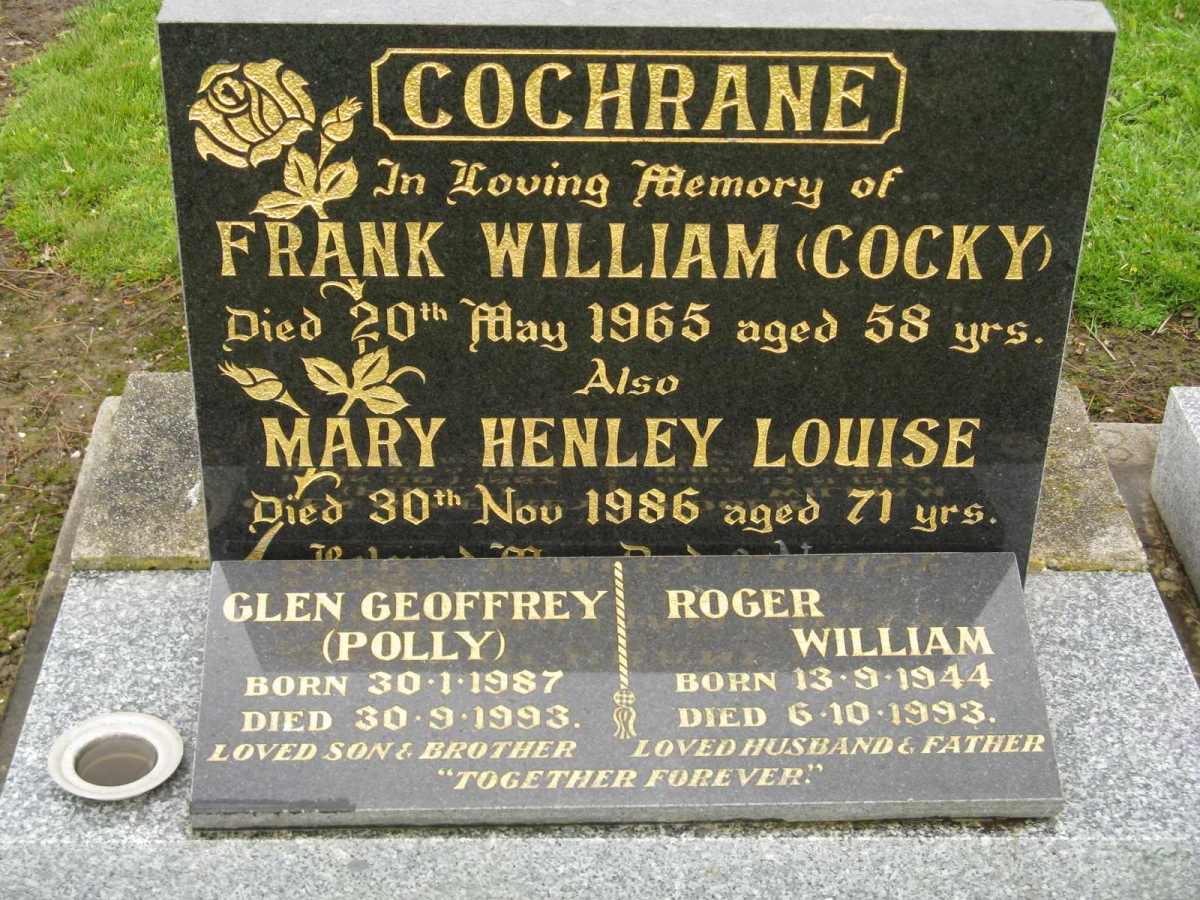 COCHRANE
In Loving Memory of
FRANK WILLIAM (COCKY)
Died 20th May 1965 aged 58 yrs.
Also
MARY HENLEY LOUISE
Died 30th Nov 1986 aged 71 yrs.
GLEN GEOFFREY
(POLLY)
BORN 30·1·1987
DIED 30·9·1993.
LOVED SON & BROTHER
ROGER
WILLIAM
BORN 13·9·1944
DIED 6·10·1993.
LOVED HUSBAND & FATHER
"TOGETHER FOREVER."